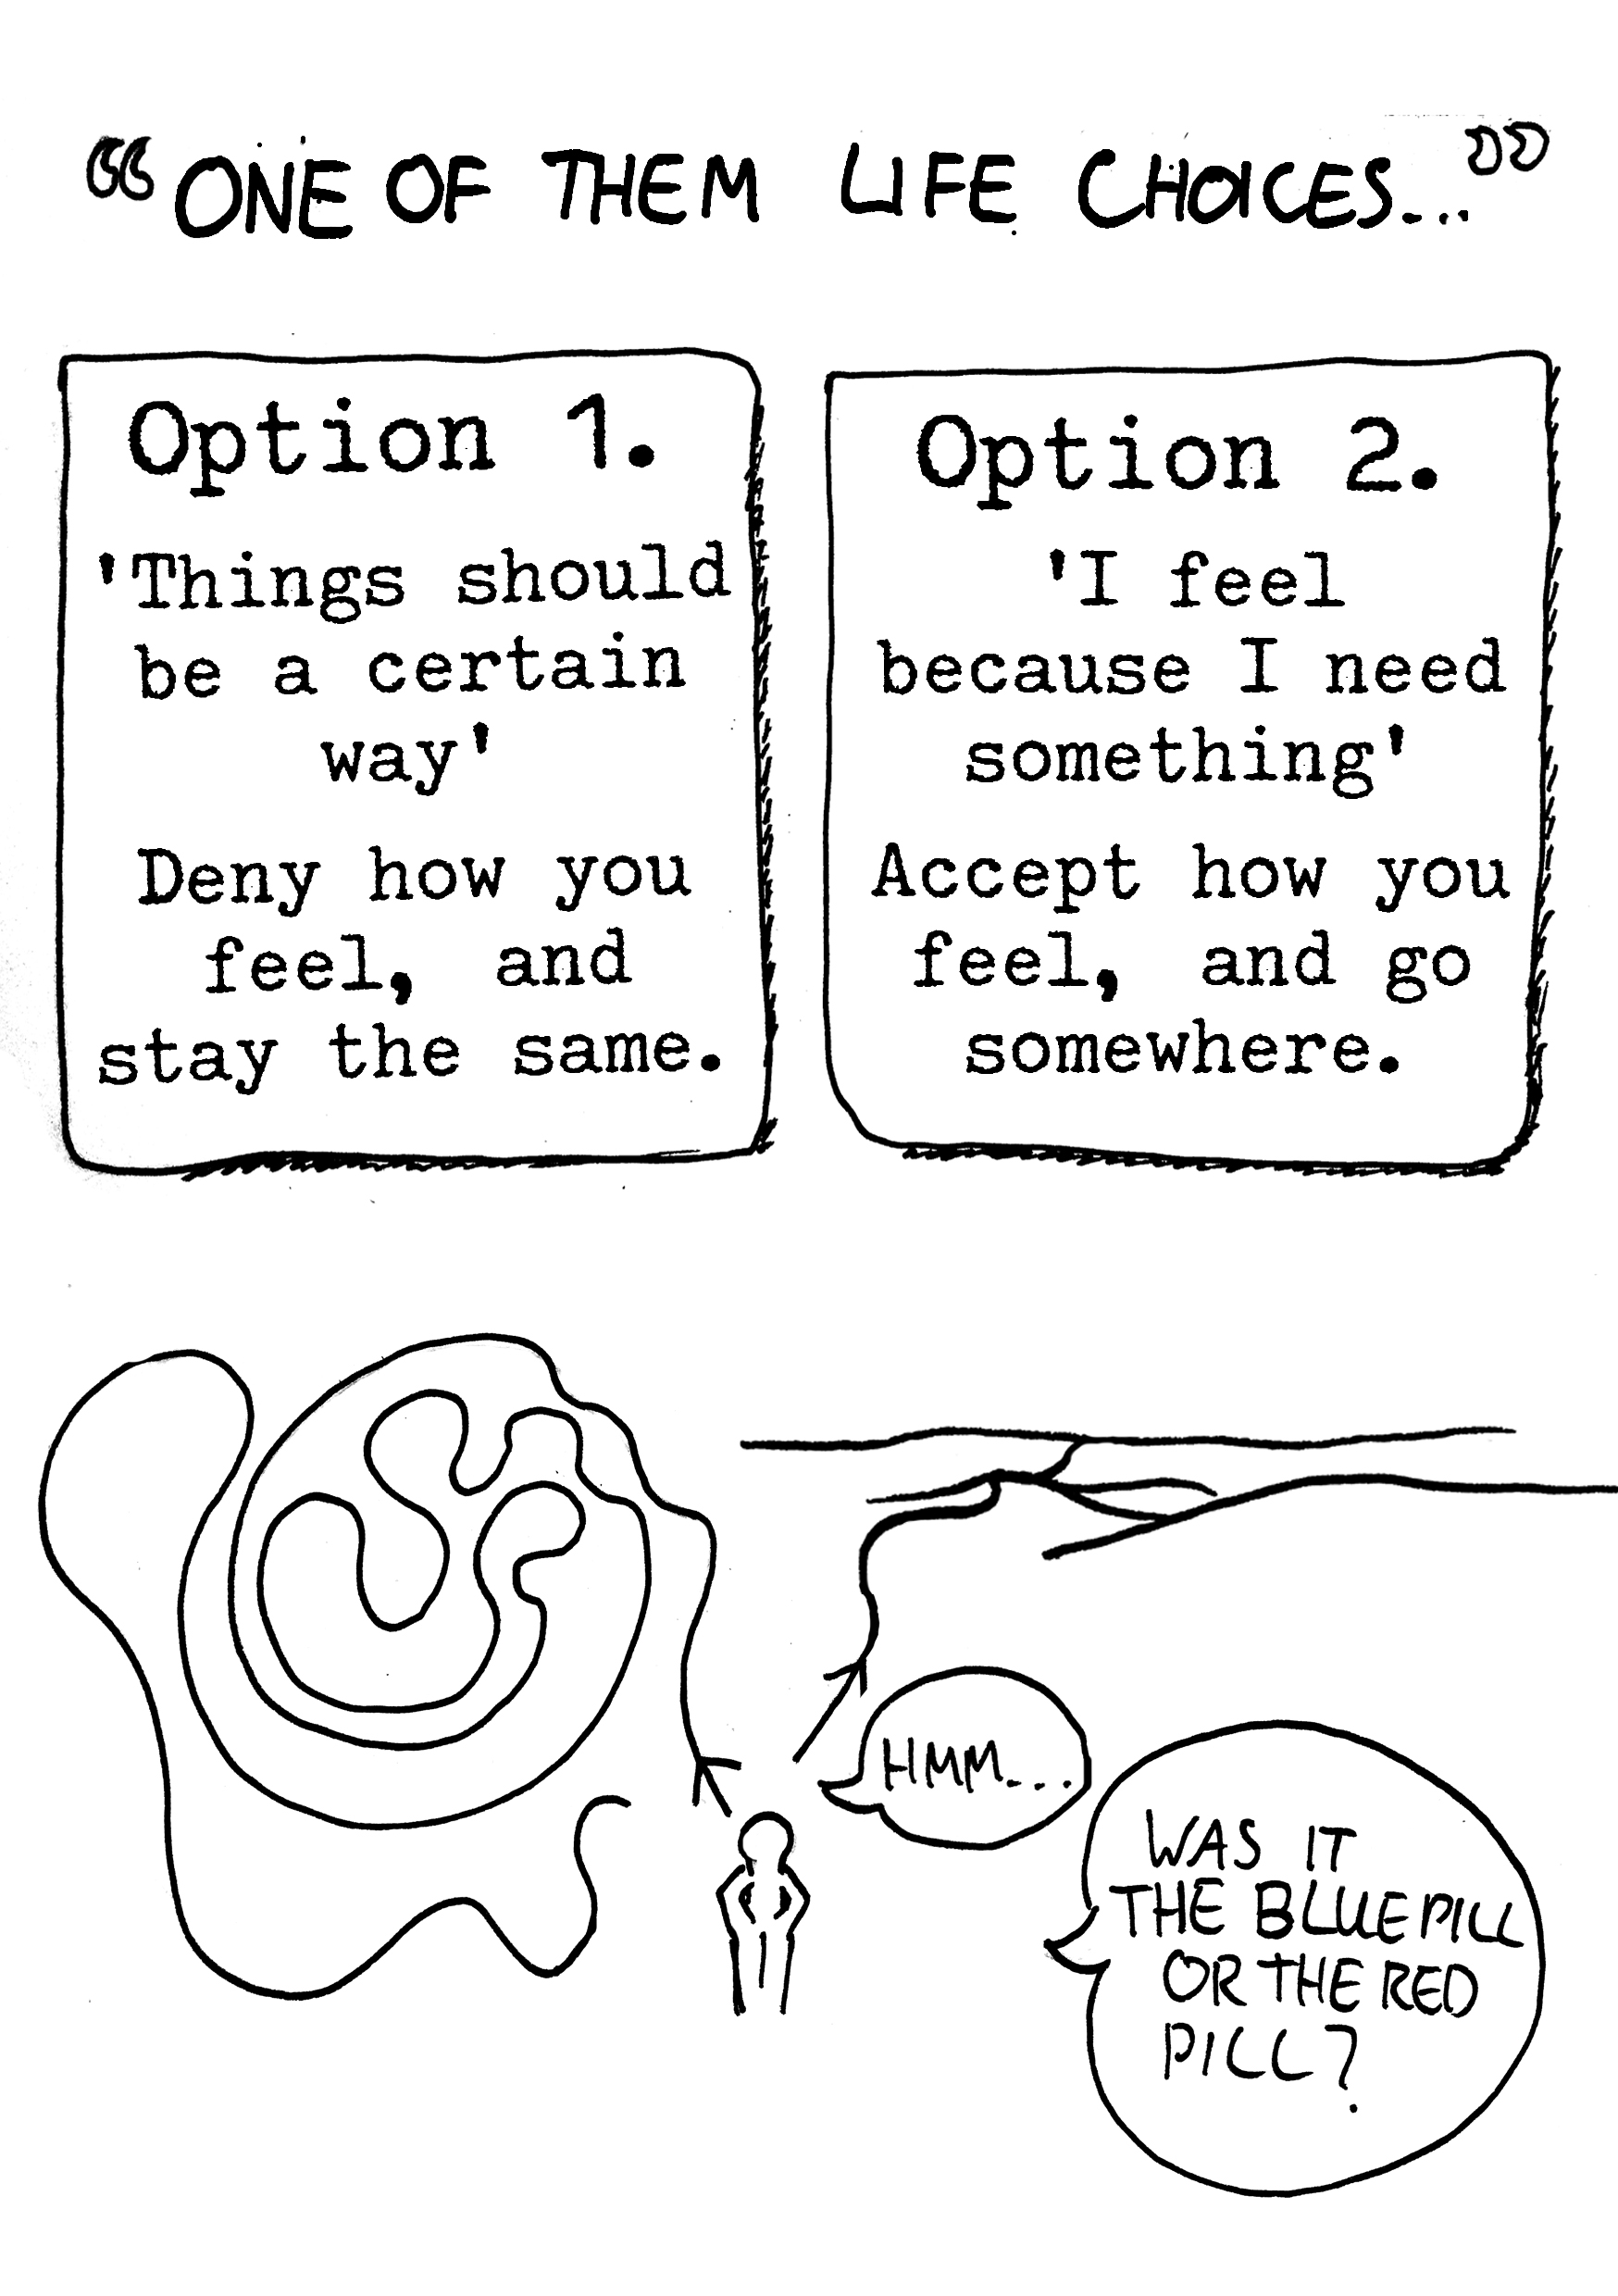 “ONE OF THEM LIFE CHOICES...”
Option 1.
'Things should
be a certain
way'
Deny how you
feel, and
stay the same.
Option 2.
'I feel
because I need
something'
Accept how you
feel, and go
somewhere.
HMM...
WAS IT
THE BLUE PILL
OR THE RED
PILL?